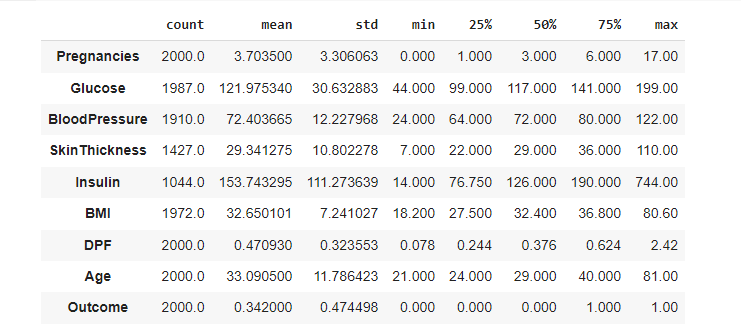 count mean std min 25% 50% 75% max
Pregnancies 2000.0 3.703500 3.306063 0.000 1.000 3.000 6.000 17.00
Glucose 1987.0 121.975340 30.632883 44.000 99.000 117.000 141.000 199.00
BloodPressure 1910.0 72.403665 12.227968 24.000 64.000 72.000 80.000 122.00
SkinThickness 1427.0 29.341275 10.802278 7.000 22.000 29.000 36.000 110.00
Insulin 1044.0 153.743295 111.273639 14.000 76.750 126.000 190.000 744.00
BMI 1972.0 32.650101 7.241027 18.200 27.500 32.400 36.800 80.60
DPF 2000.0 0.470930 0.323553 0.078 0.244 0.376 0.624 2.42
Age 2000.0 33.090500 11.786423 21.000 24.000 29.000 40.000 81.00
Outcome 2000.0 0.342000 0.474498 0.000 0.000 0.000 1.000 1.00